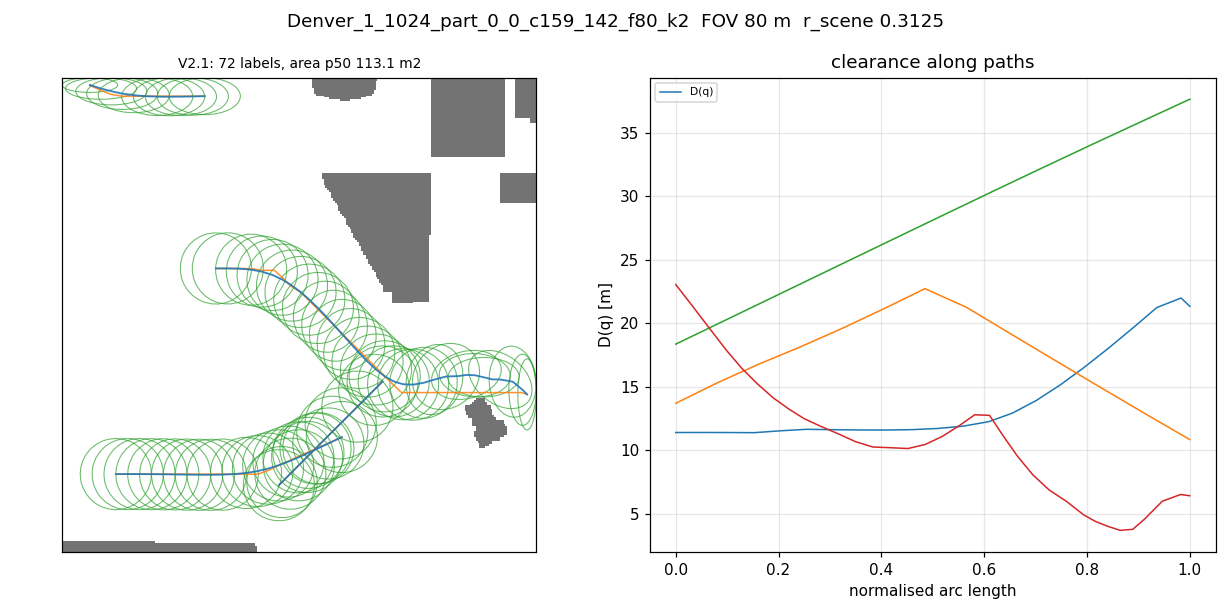 Denver_1_1024_part_0_0_c159_142_f80_k2 FOV 80 m r_scene 0.3125
V2.1: 72 labels, area p50 113.1 m2
clearance along paths
D(q)
D(q) [m]
35
30
25
20
15
10
5
0.0 0.2 0.4 0.6 0.8 1.0
normalised arc length